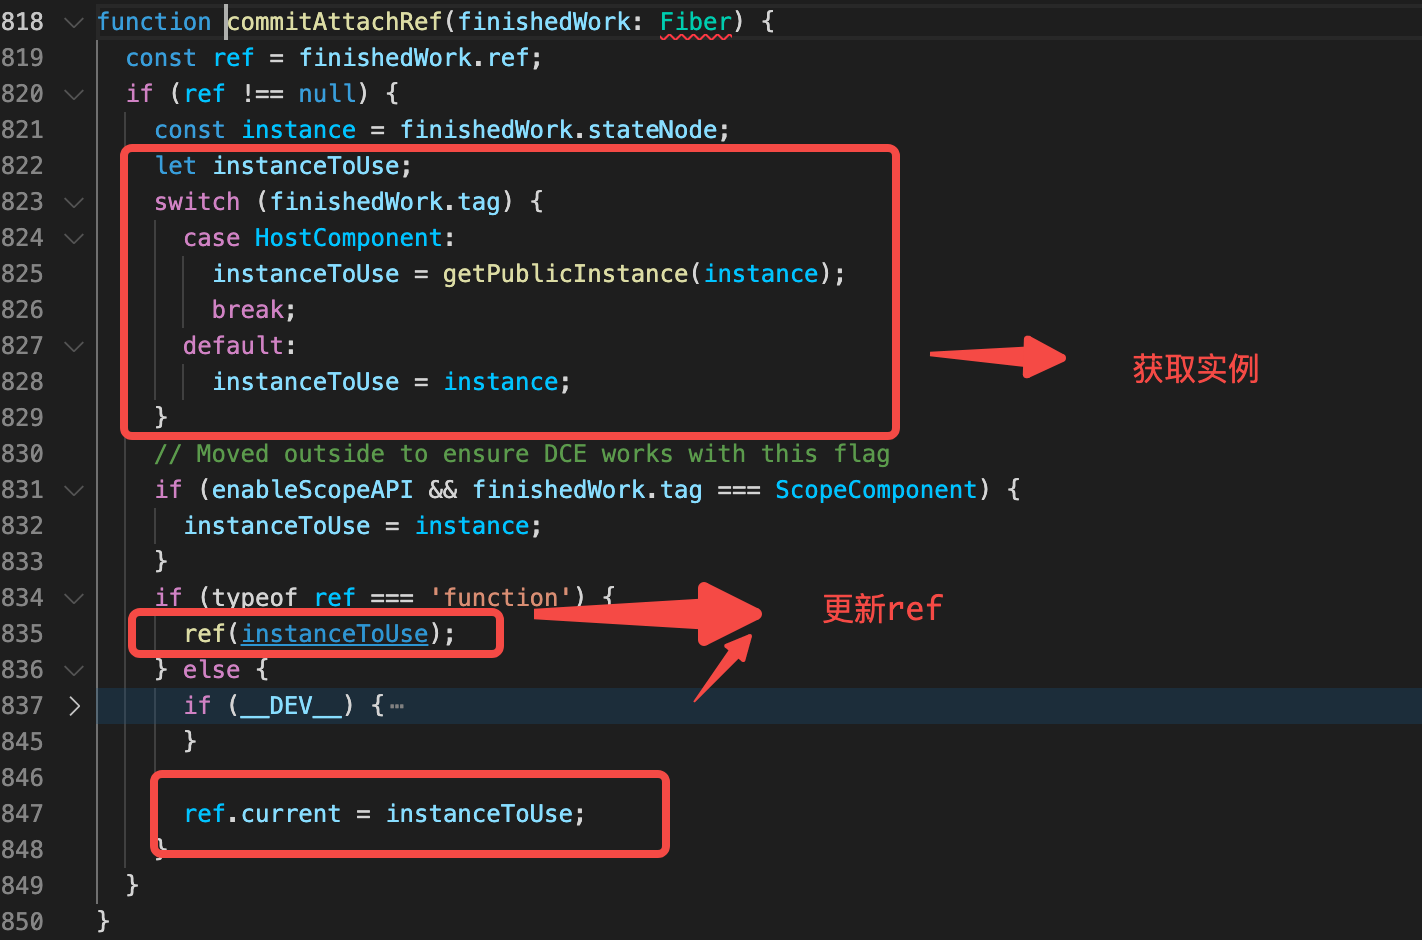 818 function commitAttachRef(finishedWork: Fiber) {
819 const ref = finishedWork.ref;
820 if (ref !== null) {
821 const instance = finishedWork.stateNode;
822 let instanceToUse;
823 switch (finishedWork.tag) {
824 case HostComponent:
825 instanceToUse = getPublicInstance(instance);
826 break;
827 default:
828 instanceToUse = instance;
829 }
获取实例
830 // Moved outside to ensure DCE works with this flag
831 if (enableScopeAPI && finishedWork.tag === ScopeComponent) {
832 instanceToUse = instance;
833 }
834 if (typeof ref === 'function') {
更新ref
835 ref(instanceToUse);
836 } else {
837 if (__DEV__) {⋯
845 }
846
847 ref.current = instanceToUse;
848 }
849 }
850 }